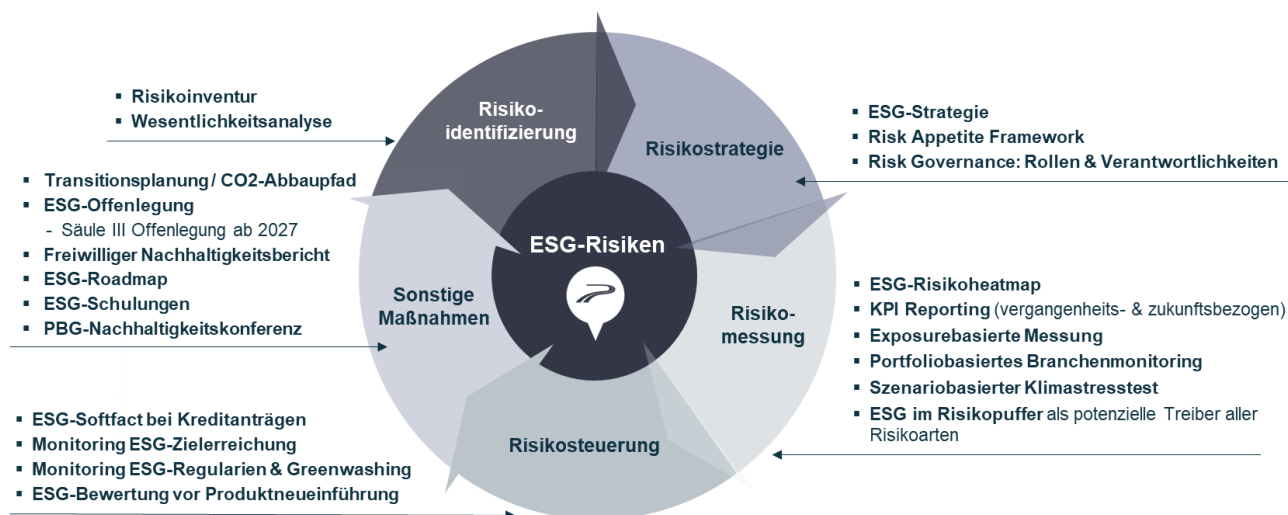 Risiko-
identifizierung
▪ Risikoinventur
▪ Wesentlichkeitsanalyse
Risikostrategie
▪ ESG-Strategie
▪ Risk Appetite Framework
▪ Risk Governance: Rollen & Verantwortlichkeiten
ESG-Risiken
Risiko-
messung
▪ ESG-Risikoheatmap
▪ KPI Reporting (vergangenheits- & zukunftsbezogen)
▪ Exposurebasierte Messung
▪ Portfoliobasiertes Branchenmonitoring
▪ Szenariobasierter Klimastresstest
▪ ESG im Risikopuffer als potenzielle Treiber aller
Risikoarten
Risikosteuerung
▪ ESG-Softfact bei Kreditanträgen
▪ Monitoring ESG-Zielerreichung
▪ Monitoring ESG-Regularien & Greenwashing
▪ ESG-Bewertung vor Produktneueinführung
Sonstige
Maßnahmen
▪ Transitionsplanung / CO2-Abbaupfad
▪ ESG-Offenlegung
- Säule III Offenlegung ab 2027
▪ Freiwilliger Nachhaltigkeitsbericht
▪ ESG-Roadmap
▪ ESG-Schulungen
▪ PBG-Nachhaltigkeitskonferenz